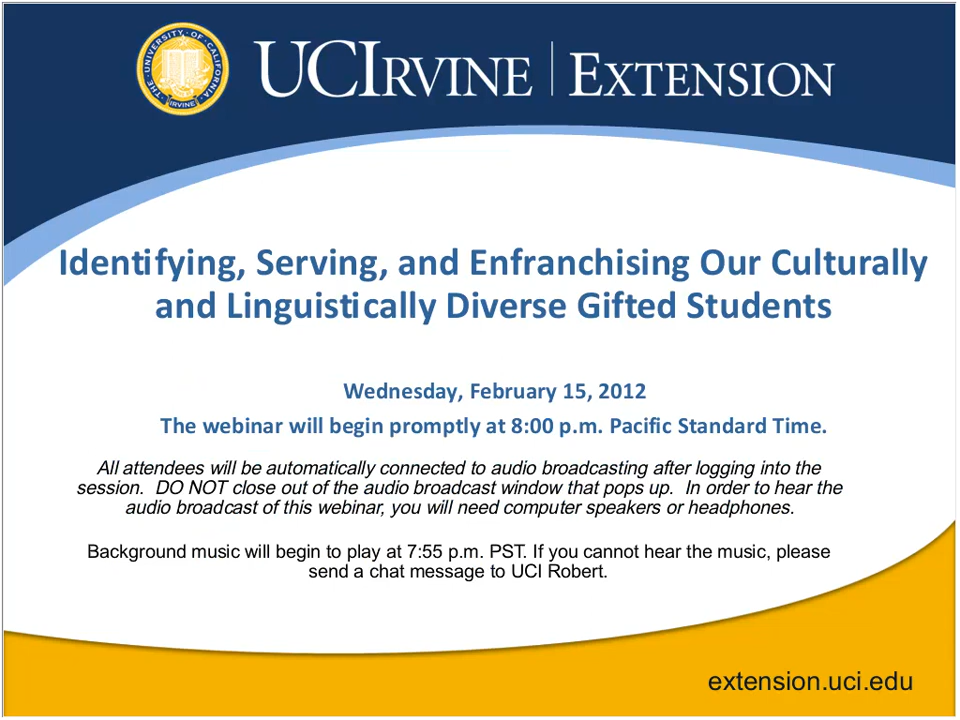 THE · UNIVERSITY · OF · CALIFORNIA ·
IRVINE
UCIRVINE | EXTENSION
Identifying, Serving, and Enfranchising Our Culturally
and Linguistically Diverse Gifted Students
Wednesday, February 15, 2012
The webinar will begin promptly at 8:00 p.m. Pacific Standard Time.
All attendees will be automatically connected to audio broadcasting after logging into the
session.  DO NOT close out of the audio broadcast window that pops up.  In order to hear the
audio broadcast of this webinar, you will need computer speakers or headphones.
Background music will begin to play at 7:55 p.m. PST. If you cannot hear the music, please
send a chat message to UCI Robert.
extension.uci.edu